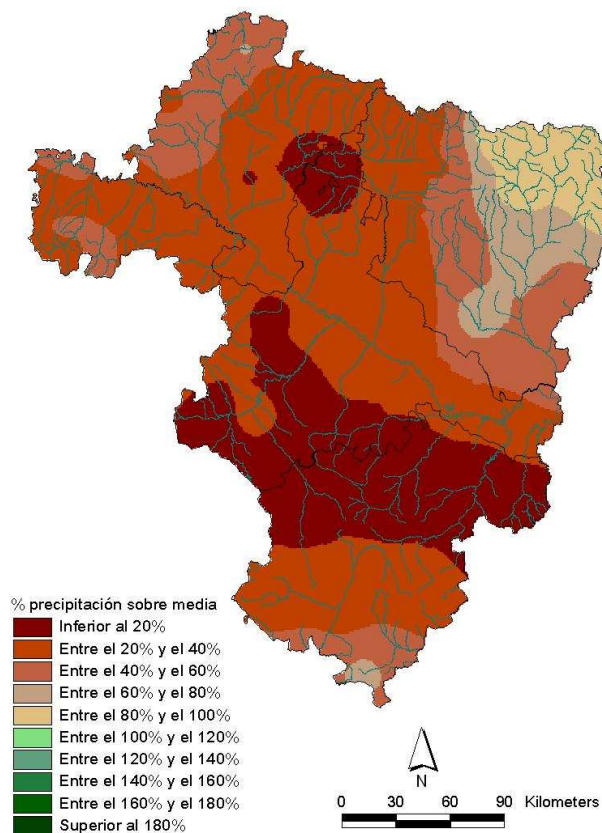 % precipitación sobre media
Inferior al 20%
Entre el 20% y el 40%
Entre el 40% y el 60%
Entre el 60% y el 80%
Entre el 80% y el 100%
Entre el 100% y el 120%
Entre el 120% y el 140%
Entre el 140% y el 160%
Entre el 160% y el 180%
Superior al 180%
N
0 30 60 90 Kilometers